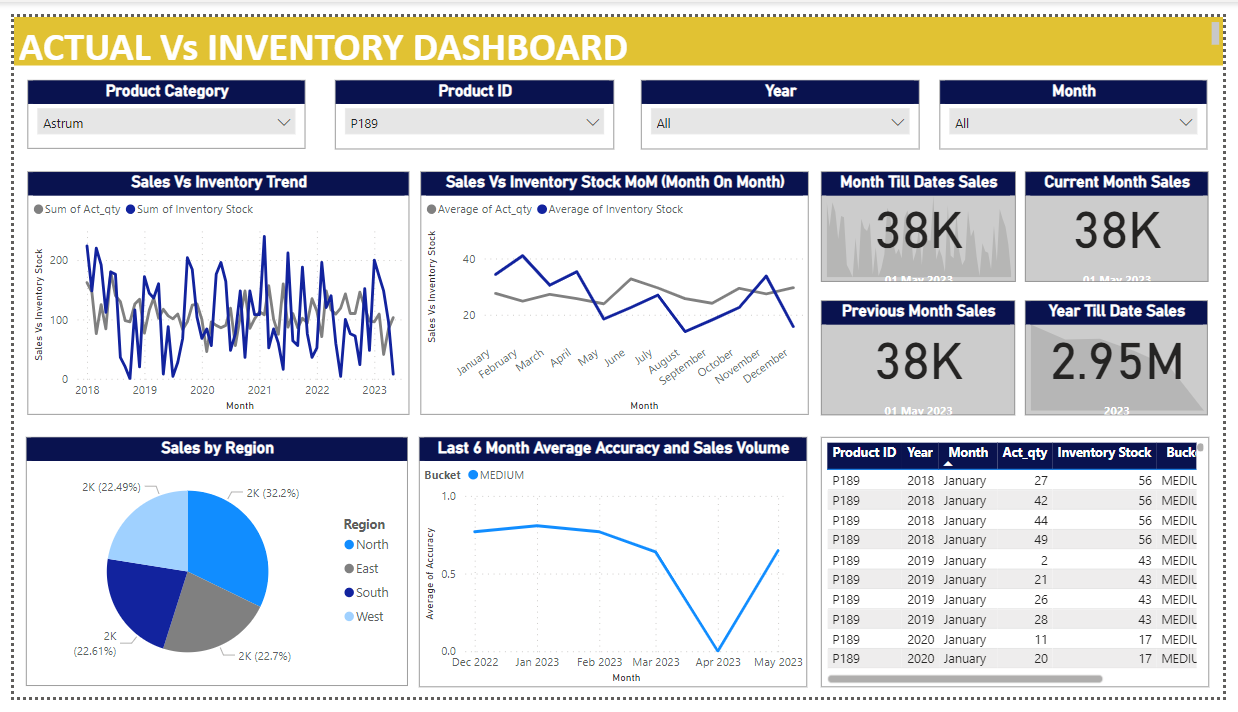 ACTUAL Vs INVENTORY DASHBOARD
Product Category
Astrum
Product ID
P189
Year
All
Month
All
Sales Vs Inventory Trend
Sum of Act_qty Sum of Inventory Stock
Sales Vs Inventory Stock
200
100
0
2018 2019 2020 2021 2022 2023
Month
Sales Vs Inventory Stock MoM (Month On Month)
Average of Act_qty Average of Inventory Stock
Sales Vs Inventory Stock
40
20
January February March April May June July August September October November December
Month
Month Till Dates Sales
38K
01 May 2023
Current Month Sales
38K
01 May 2023
Previous Month Sales
38K
01 May 2023
Year Till Date Sales
2.95M
2023
Sales by Region
2K (22.49%)
2K (32.2%)
2K
(22.61%)
2K (22.7%)
Region
North
East
South
West
Last 6 Month Average Accuracy and Sales Volume
Bucket MEDIUM
Average of Accuracy
1.0
0.5
0.0
Dec 2022 Jan 2023 Feb 2023 Mar 2023 Apr 2023 May 2023
Month
Product ID Year Month Act_qty Inventory Stock Buck
P189 2018 January 27 56 MEDIU
P189 2018 January 42 56 MEDIU
P189 2018 January 44 56 MEDIU
P189 2018 January 49 56 MEDIU
P189 2019 January 2 43 MEDIU
P189 2019 January 21 43 MEDIU
P189 2019 January 26 43 MEDIU
P189 2019 January 28 43 MEDIU
P189 2020 January 11 17 MEDIU
P189 2020 January 20 17 MEDIU